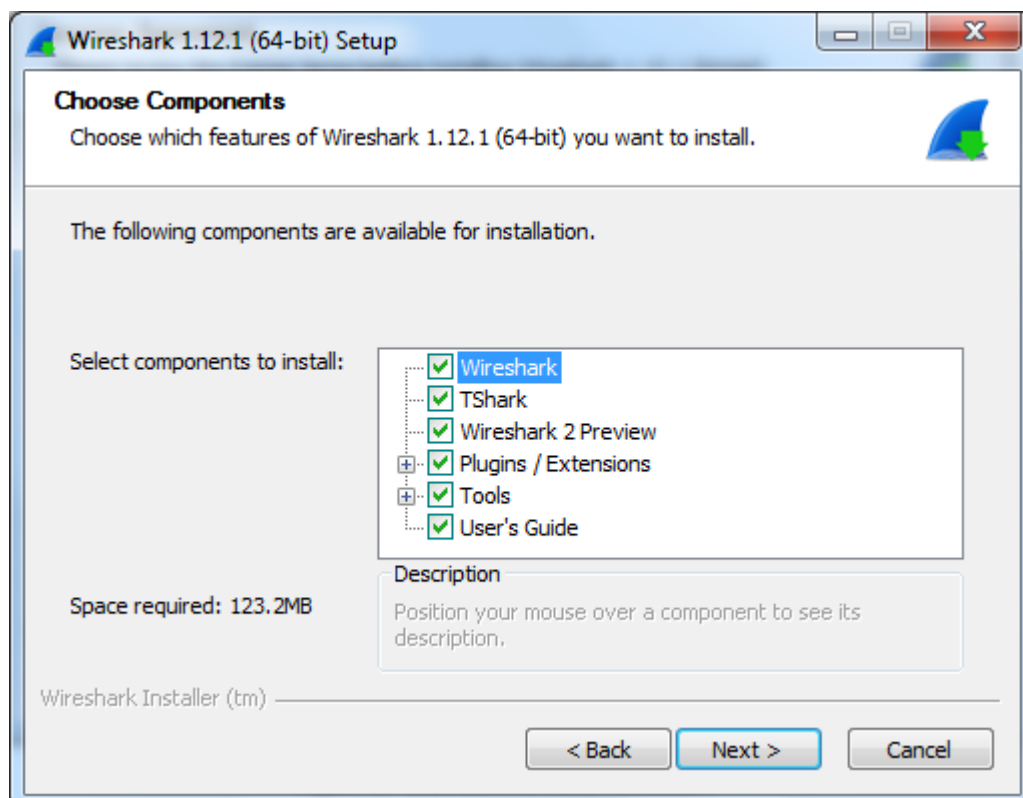 Wireshark 1.12.1 (64-bit) Setup
Choose Components
Choose which features of Wireshark 1.12.1 (64-bit) you want to install.
The following components are available for installation.
Select components to install:
Wireshark
TShark
Wireshark 2 Preview
Plugins / Extensions
Tools
User's Guide
Space required: 123.2MB
Description
Position your mouse over a component to see its
description.
Wireshark Installer (tm)
< Back
Next >
Cancel